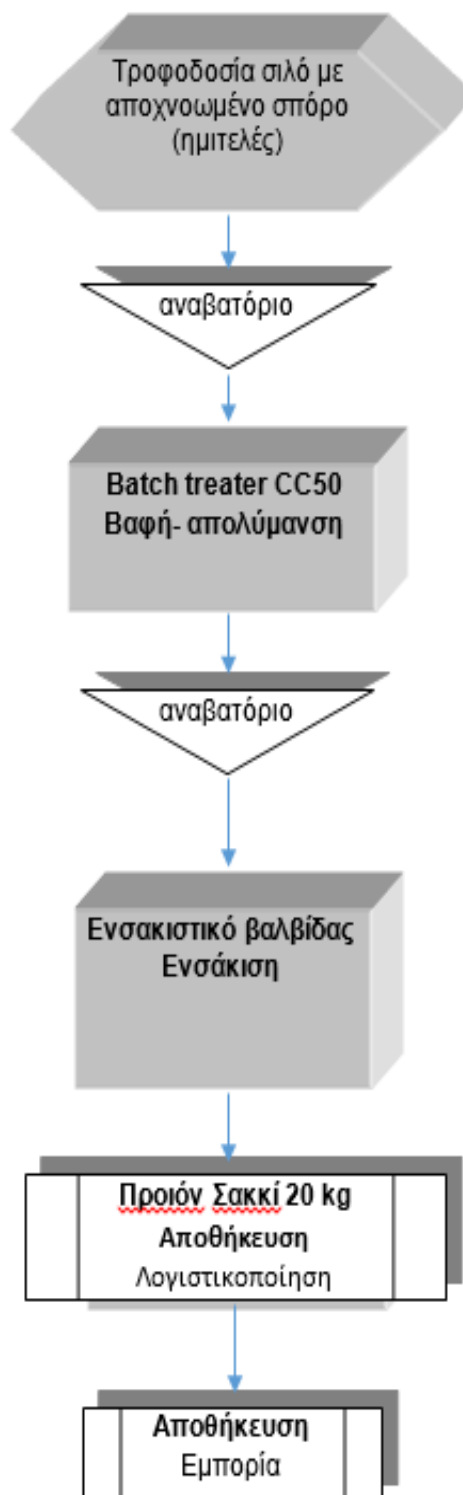 Τροφοδοσία σιλό με
αποχνοωμένο σπόρο
(ημιτελές)
αναβατόριο
Batch treater CC50
Βαφή- απολύμανση
αναβατόριο
Ενσακιστικό βαλβίδας
Ενσάκιση
Προιόν Σακκί 20 kg
Αποθήκευση
Λογιστικοποίηση
Αποθήκευση
Εμπορία